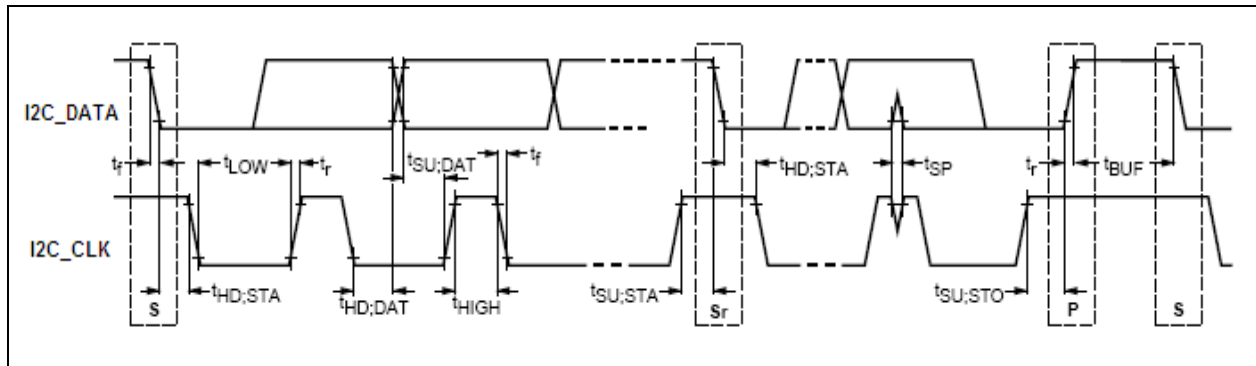 I2C_DATA
tf tLOW tr tSU;DAT tf tHD;STA tSP tr tBUF
I2C_CLK
tHD;STA tHD;DAT tHIGH tSU;STA tSU;STO
S Sr P S